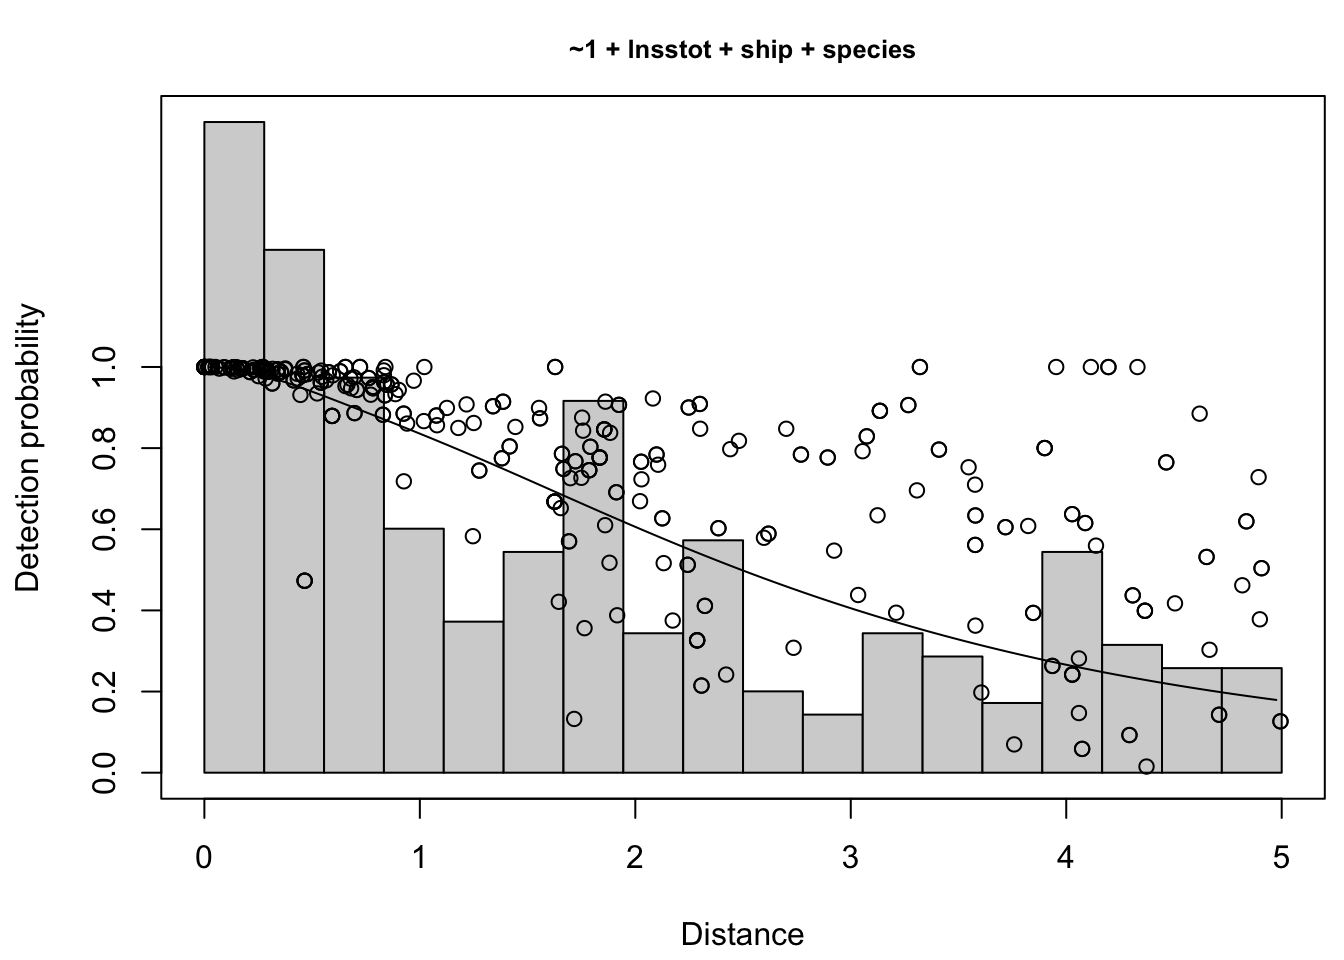 ~1 + lnsstot + ship + species
Detection probability
1.0
0.8
0.6
0.4
0.2
0.0
0 1 2 3 4 5
Distance